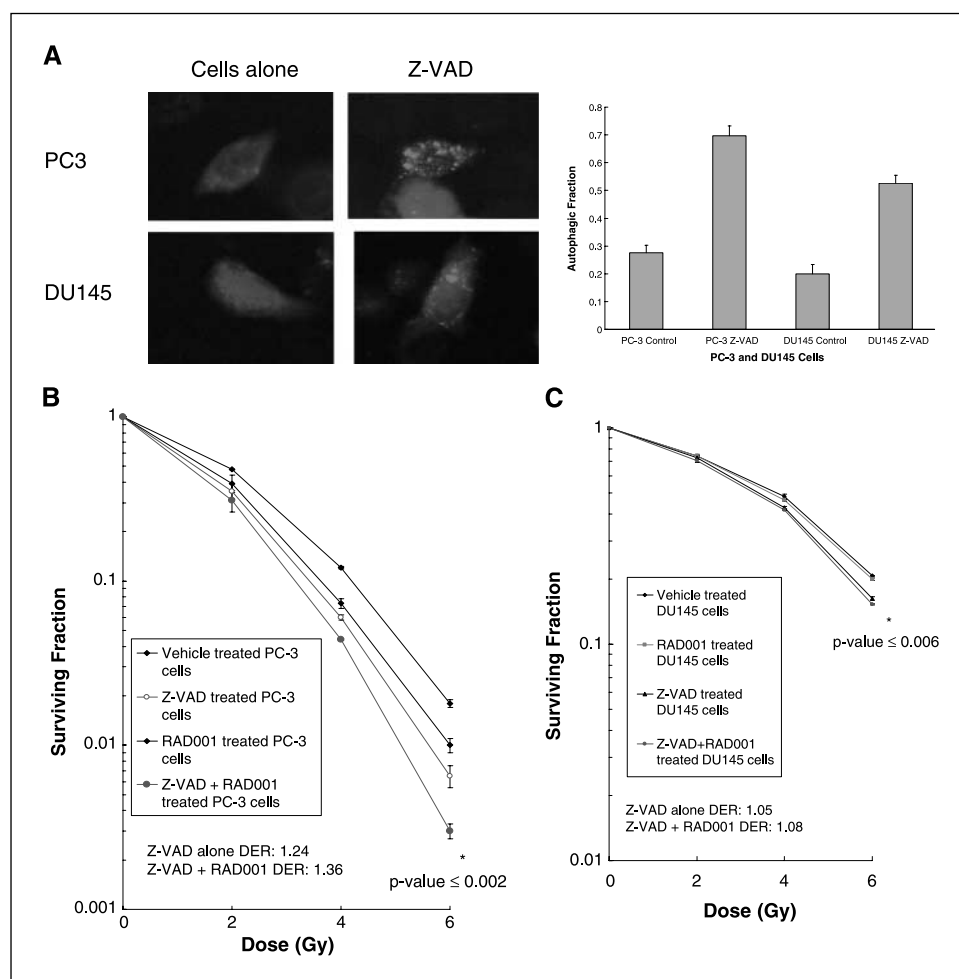 A
Cells alone
Z-VAD
PC3
DU145
0.8
0.7
0.6
0.5
0.4
0.3
0.2
0.1
0
Autophagic Fraction
PC-3 Control
PC-3 Z-VAD
DU145 Control
DU145 Z-VAD
PC-3 and DU145 Cells
B
1
0.1
0.01
0.001
Surviving Fraction
Vehicle treated PC-3
cells
Z-VAD treated PC-3
cells
RAD001 treated PC-3
cells
Z-VAD + RAD001
treated PC-3 cells
Z-VAD alone DER: 1.24
Z-VAD + RAD001 DER: 1.36
*
p-value ≤ 0.002
0
2
4
6
Dose (Gy)
C
1
0.1
0.01
Surviving Fraction
Vehicle treated
DU145 cells
RAD001 treated
DU145 cells
Z-VAD treated
DU145 cells
Z-VAD+RAD001
treated DU145 cells
*
p-value ≤ 0.006
Z-VAD alone DER: 1.05
Z-VAD + RAD001 DER: 1.08
0
2
4
6
Dose (Gy)